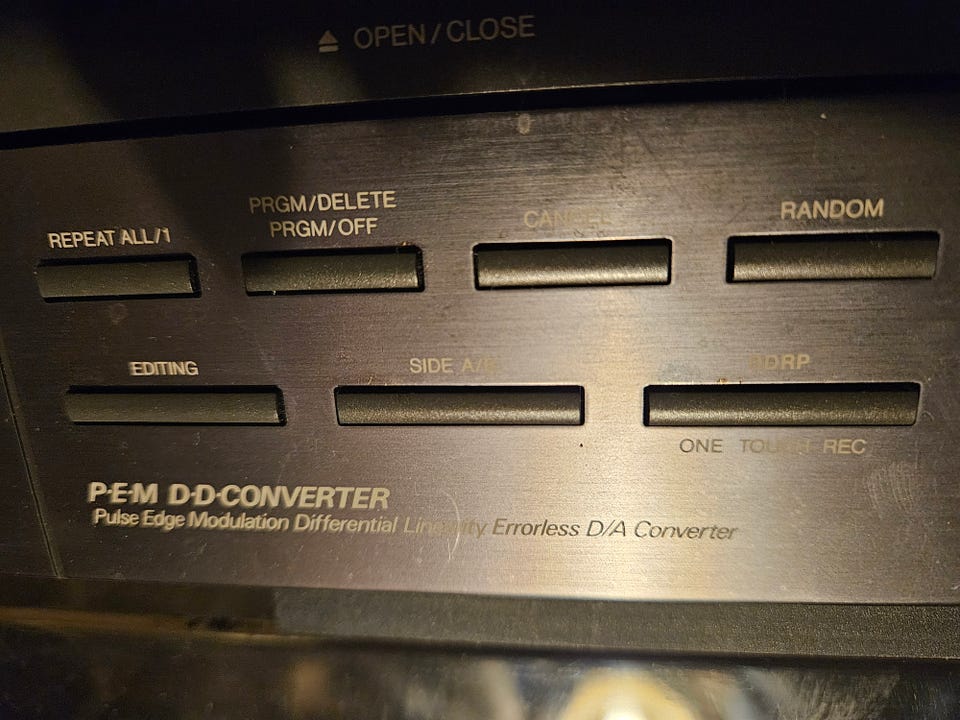 OPEN/CLOSE
REPEAT ALL/1
PRGM/DELETE
PRGM/OFF
CANCEL
RANDOM
EDITING
SIDE A/B
DDRP
ONE TOUCH REC
P·E·M D·D·CONVERTER
Pulse Edge Modulation Differential Linearity Errorless D/A Converter